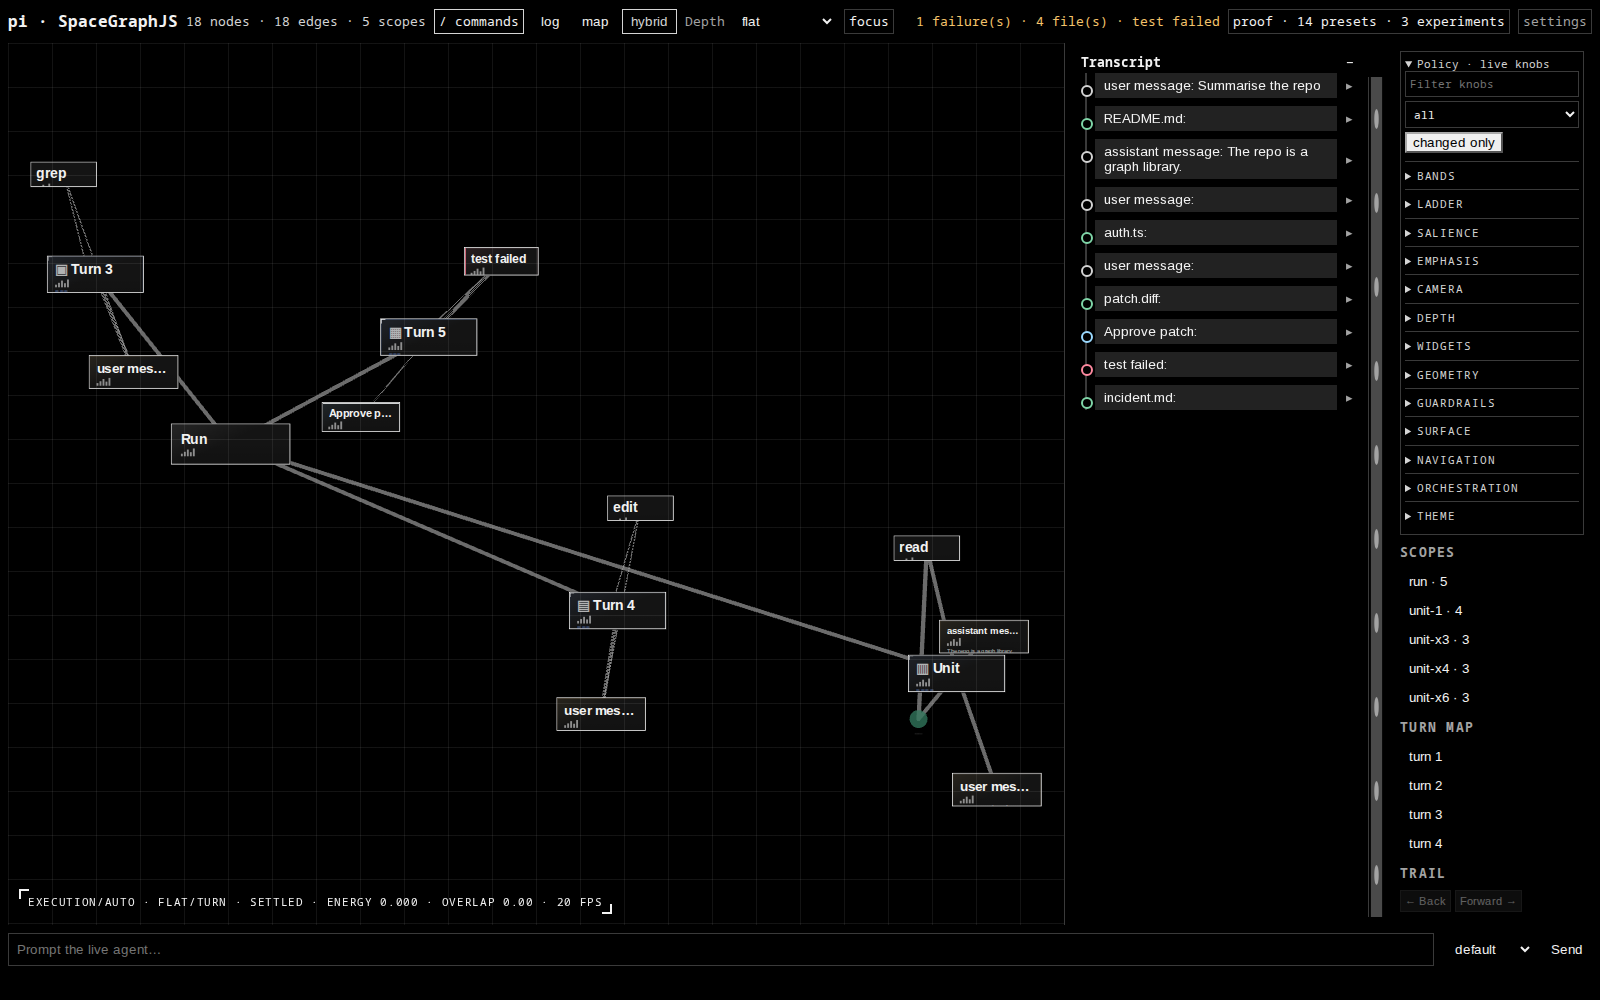 pi · SpaceGraphJS 18 nodes · 18 edges · 5 scopes / commands log map hybrid Depth flat focus 1 failure(s) · 4 file(s) · test failed proof · 14 presets · 3 experiments settings
grep
Turn 3
user mes…
test failed
Turn 5
Approve p…
Run
edit
Turn 4
user mes…
read
assistant mes…
The repo is a graph library.
Unit
user mes…
EXECUTION/AUTO · FLAT/TURN · SETTLED · ENERGY 0.000 · OVERLAP 0.00 · 20 FPS
Transcript –
user message: Summarise the repo
README.md:
assistant message: The repo is a
graph library.
user message:
auth.ts:
user message:
patch.diff:
Approve patch:
test failed:
incident.md:
Policy · live knobs
Filter knobs
all
changed only
BANDS
LADDER
SALIENCE
EMPHASIS
CAMERA
DEPTH
WIDGETS
GEOMETRY
GUARDRAILS
SURFACE
NAVIGATION
ORCHESTRATION
THEME
SCOPES
run · 5
unit-1 · 4
unit-x3 · 3
unit-x4 · 3
unit-x6 · 3
TURN MAP
turn 1
turn 2
turn 3
turn 4
TRAIL
← Back Forward →
Prompt the live agent… default Send